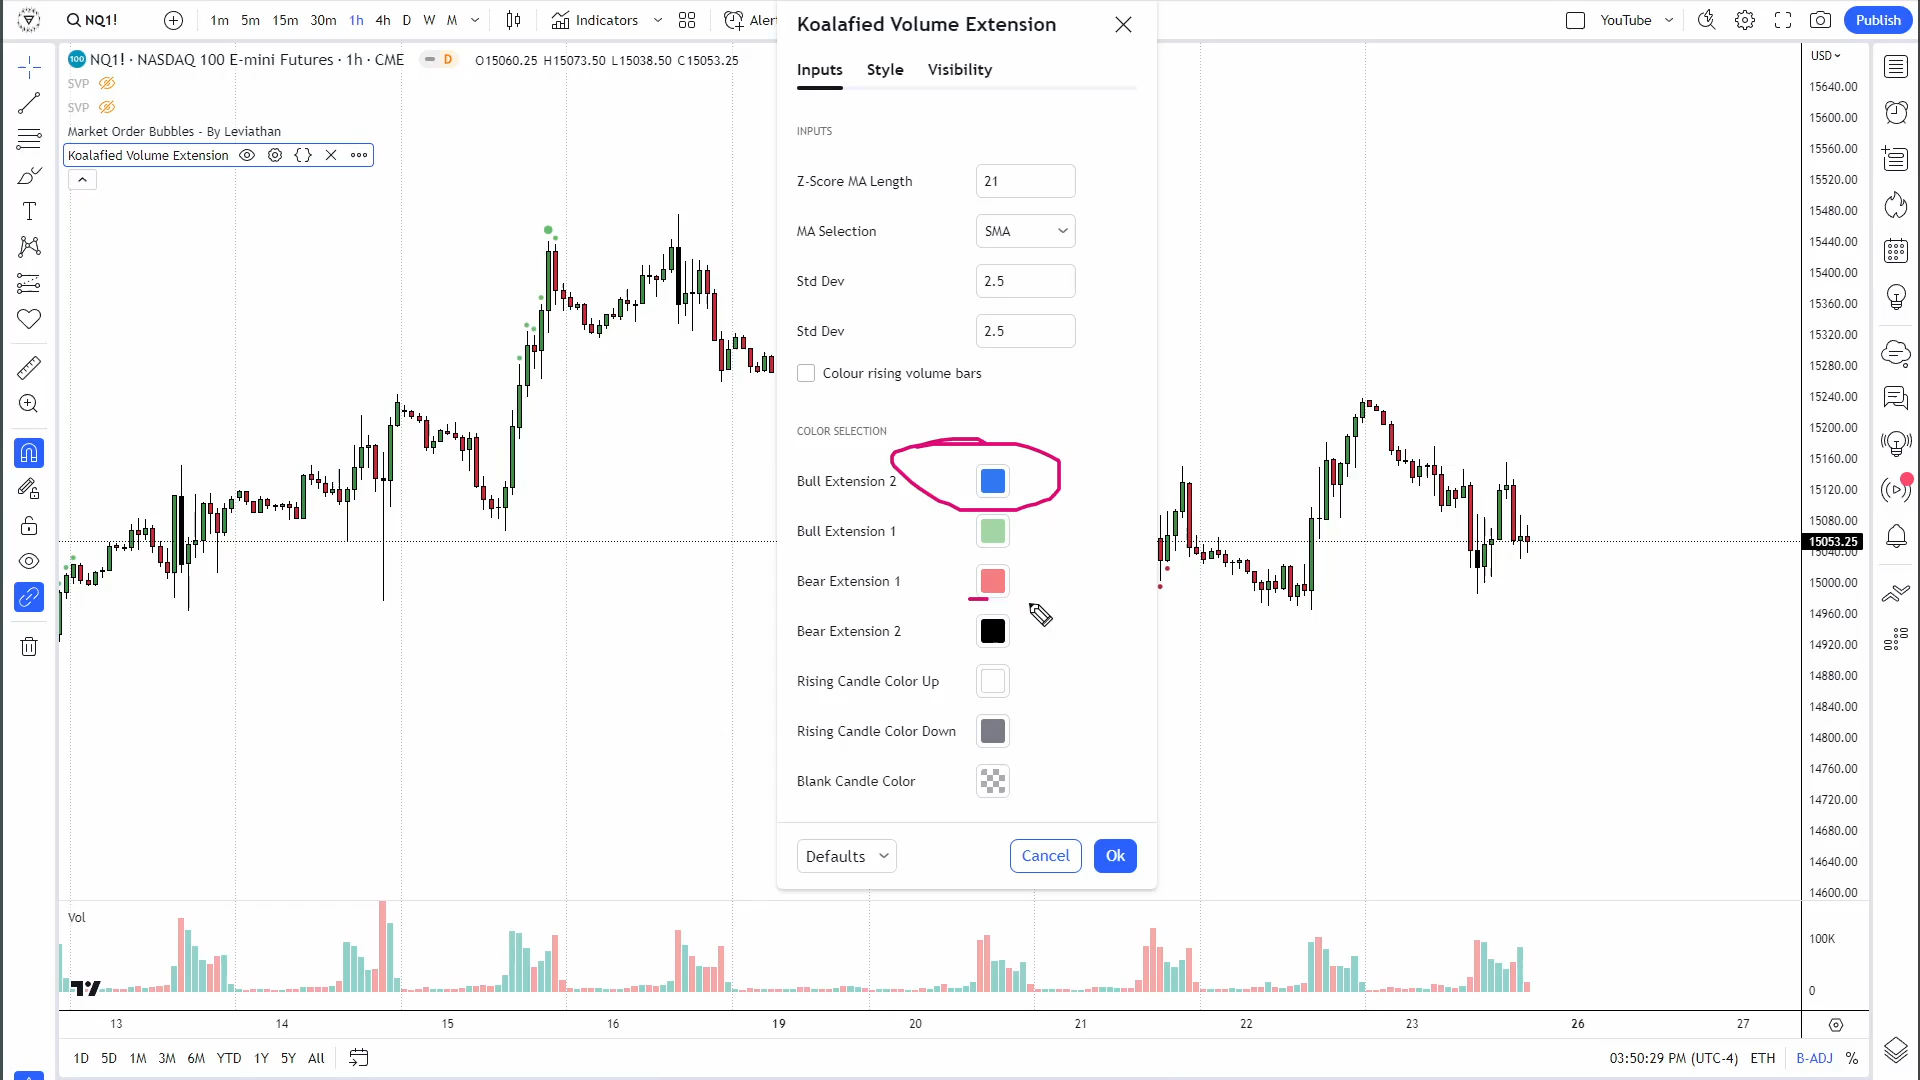 NQ1!
1m 5m 15m 30m 1h 4h D W M
Indicators
Alert
YouTube
Publish
NQ1! · NASDAQ 100 E-mini Futures · 1h · CME
D
O15060.25 H15073.50 L15038.50 C15053.25
SVP
SVP
Market Order Bubbles - By Leviathan
Koalafied Volume Extension
Koalafied Volume Extension
Inputs Style Visibility
INPUTS
Z-Score MA Length 21
MA Selection SMA
Std Dev 2.5
Std Dev 2.5
Colour rising volume bars
COLOR SELECTION
Bull Extension 2
Bull Extension 1
Bear Extension 1
Bear Extension 2
Rising Candle Color Up
Rising Candle Color Down
Blank Candle Color
Defaults
Cancel
Ok
USD
15640.00
15600.00
15560.00
15520.00
15480.00
15440.00
15400.00
15360.00
15320.00
15280.00
15240.00
15200.00
15160.00
15120.00
15080.00
15053.25
15040.00
15000.00
14960.00
14920.00
14880.00
14840.00
14800.00
14760.00
14720.00
14680.00
14640.00
14600.00
Vol
100K
0
13 14 15 16 19 20 21 22 23 26 27
1D 5D 1M 3M 6M YTD 1Y 5Y All
03:50:29 PM (UTC-4) ETH B-ADJ %